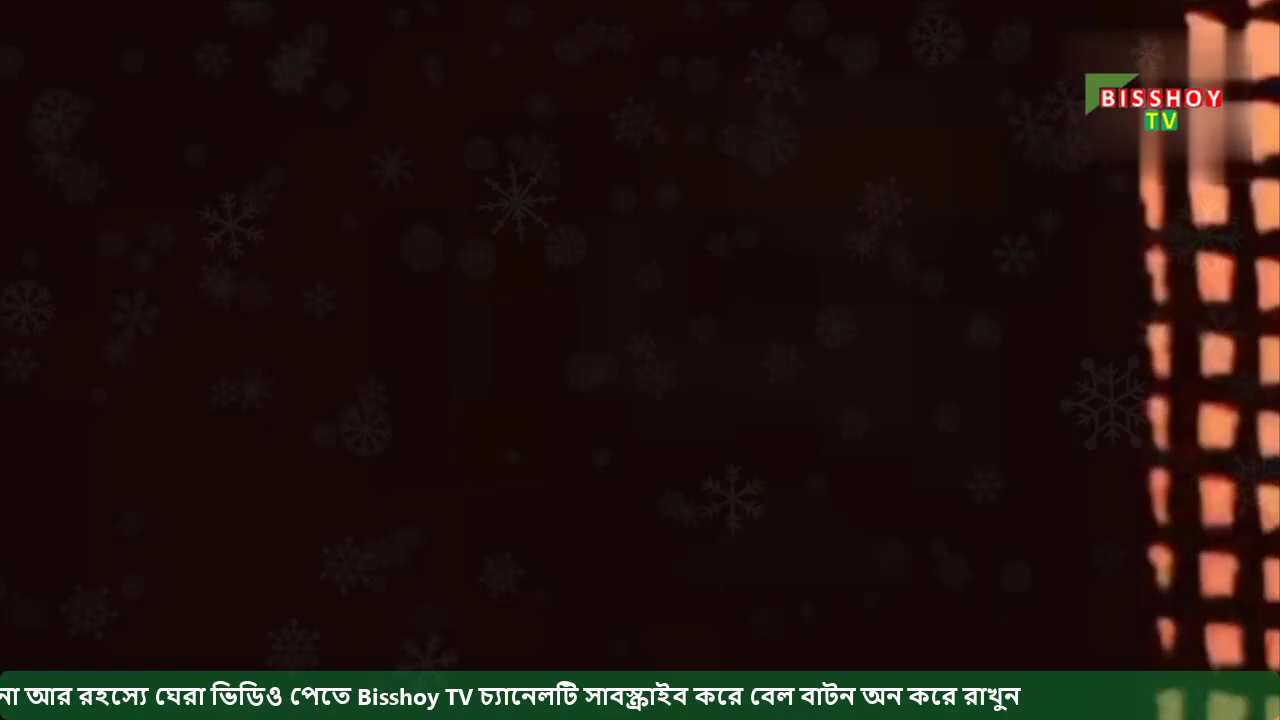 BISSHOY
TV
না আর রহস্যে ঘেরা ভিডিও পেতে Bisshoy TV চ্যানেলটি সাবস্ক্রাইব করে বেল বাটন অন করে রাখুন